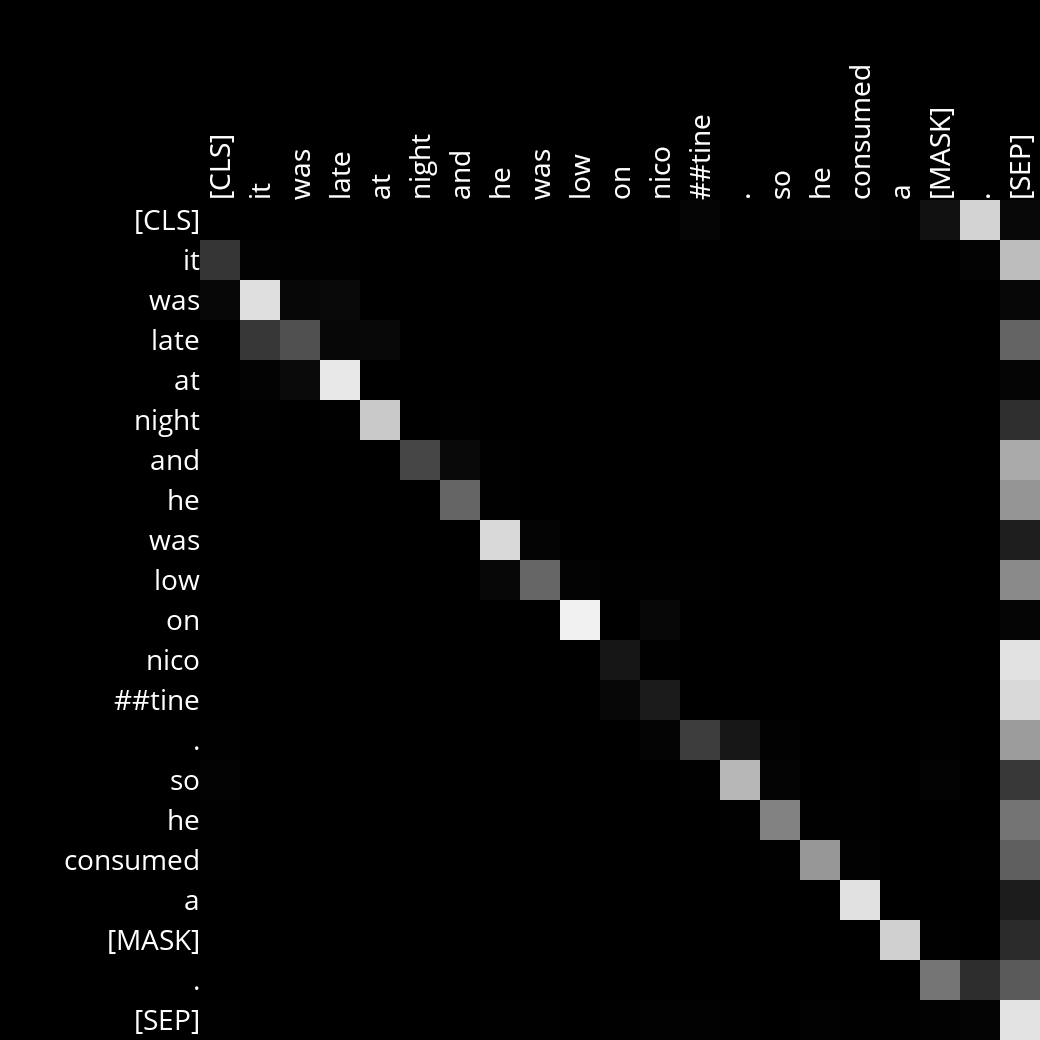 [CLS] it was late at night and he was low on nico ##tine . so he consumed a [MASK] . [SEP]
[CLS]
it
was
late
at
night
and
he
was
low
on
nico
##tine
.
so
he
consumed
a
[MASK]
.
[SEP]